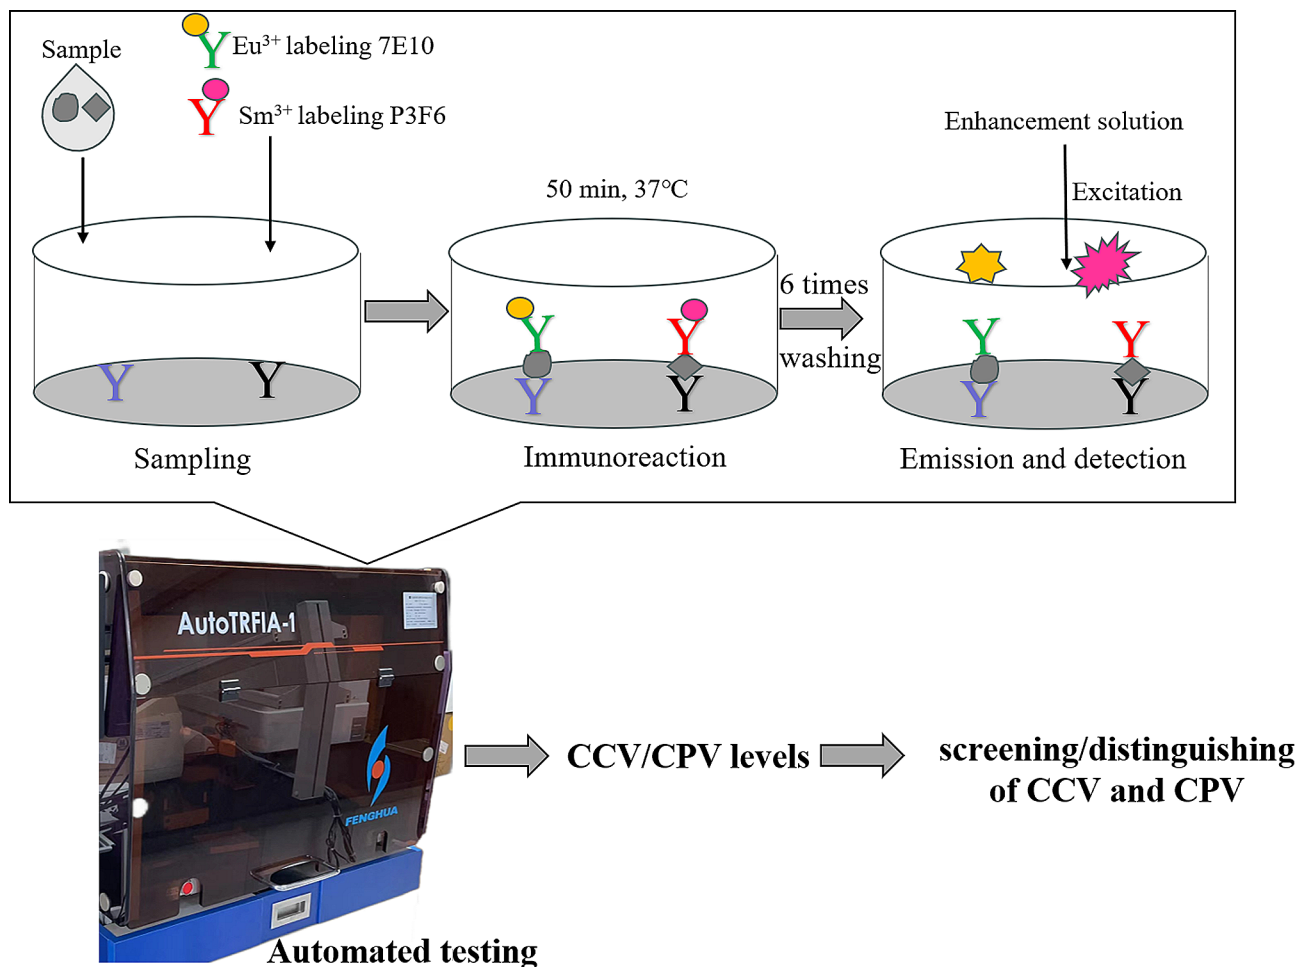 Sample
Eu³⁺ labeling 7E10
Sm³⁺ labeling P3F6
Enhancement solution
Excitation
50 min, 37℃
6 times
washing
Y
Y
Y
Y
Y
Y
Y
Y
Y
Y
Y
Y
Sampling
Immunoreaction
Emission and detection
AutoTRFIA-1
FENGHUA
CCV/CPV levels
screening/distinguishing
of CCV and CPV
Automated testing